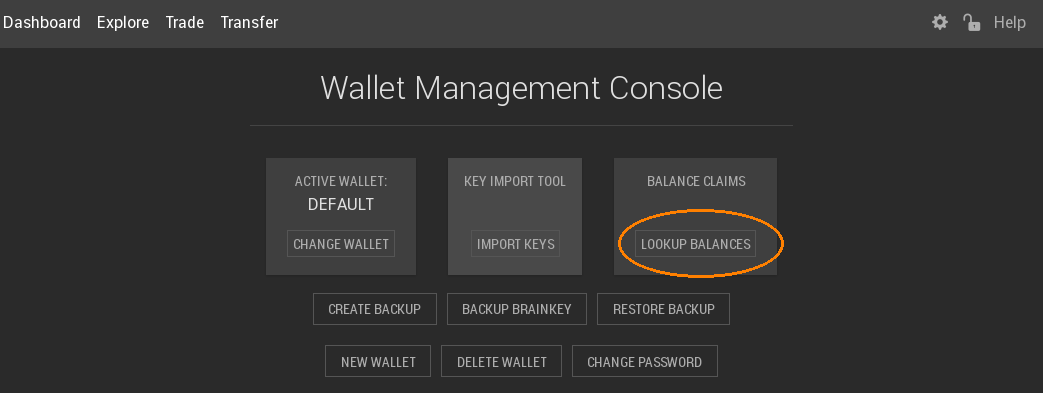 Dashboard Explore Trade Transfer Help
Wallet Management Console
ACTIVE WALLET: KEY IMPORT TOOL BALANCE CLAIMS
DEFAULT
CHANGE WALLET IMPORT KEYS LOOKUP BALANCES
CREATE BACKUP BACKUP BRAINKEY RESTORE BACKUP
NEW WALLET DELETE WALLET CHANGE PASSWORD